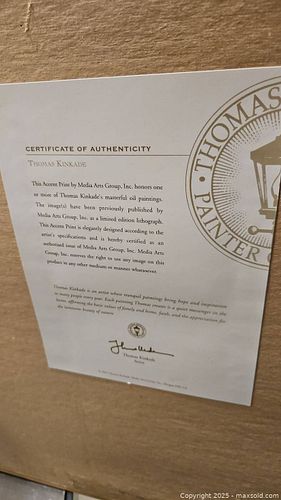 CERTIFICATE OF AUTHENTICITY
THOMAS KINKADE
This Accent Print by Media Arts Group, Inc. honors one
or more of Thomas Kinkade's masterful oil paintings.
The image(s) have been previously published by
Media Arts Group, Inc. as a limited edition lithograph.
This Accent Print is elegantly designed according to the
artist's specifications and is hereby certified as an
authorized issue of Media Arts Group, Inc. Media Arts
Group, Inc. reserves the right to use any image on this
product in any other medium or manner whatsoever.
Thomas Kinkade is an artist whose tranquil paintings bring hope and inspiration
to many people every year. Each painting Thomas creates is a quiet messenger in the
home, affirming the basic values of family and home, faith, and the appreciation for
the luminous beauty of nature.
Thomas Kinkade
Artist
THOMAS
PAINTER
Copyright 2025 - maxsold.com